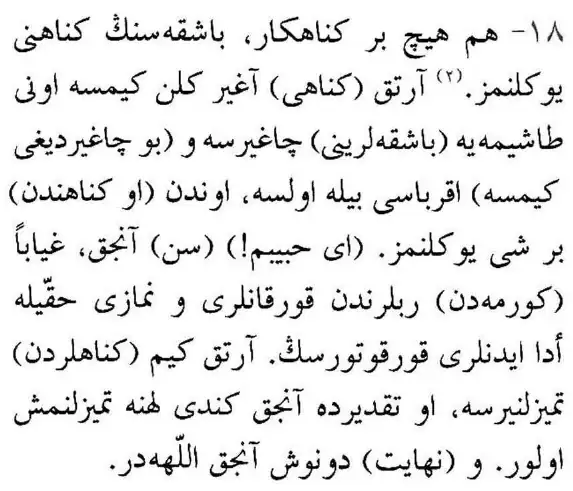 ١٨- هم هيچ بر كناهكار، باشقه‌سنڭ كناهنى
يوكلنمز.(٢) آرتق (كناهى) آغير كلن كيمسه اونى
طاشيمه‌يه (باشقه‌لرينى) چاغيرسه و (بو چاغيرديغى
كيمسه) اقرباسى بيله اولسه، اوندن (او كناهندن)
بر شى يوكلنمز. (اى حبيبم!) (سن) آنجق، غياباً
(كورمه‌دن) ربلرندن قورقانلرى و نمازى حقّيله
أدا ايدنلرى قورقوتورسڭ. آرتق كيم (كناهلردن)
تميزلنيرسه، او تقديرده آنجق كندى لهنه تميزلنمش
اولور. و (نهايت) دونوش آنجق اللّهه‌در.